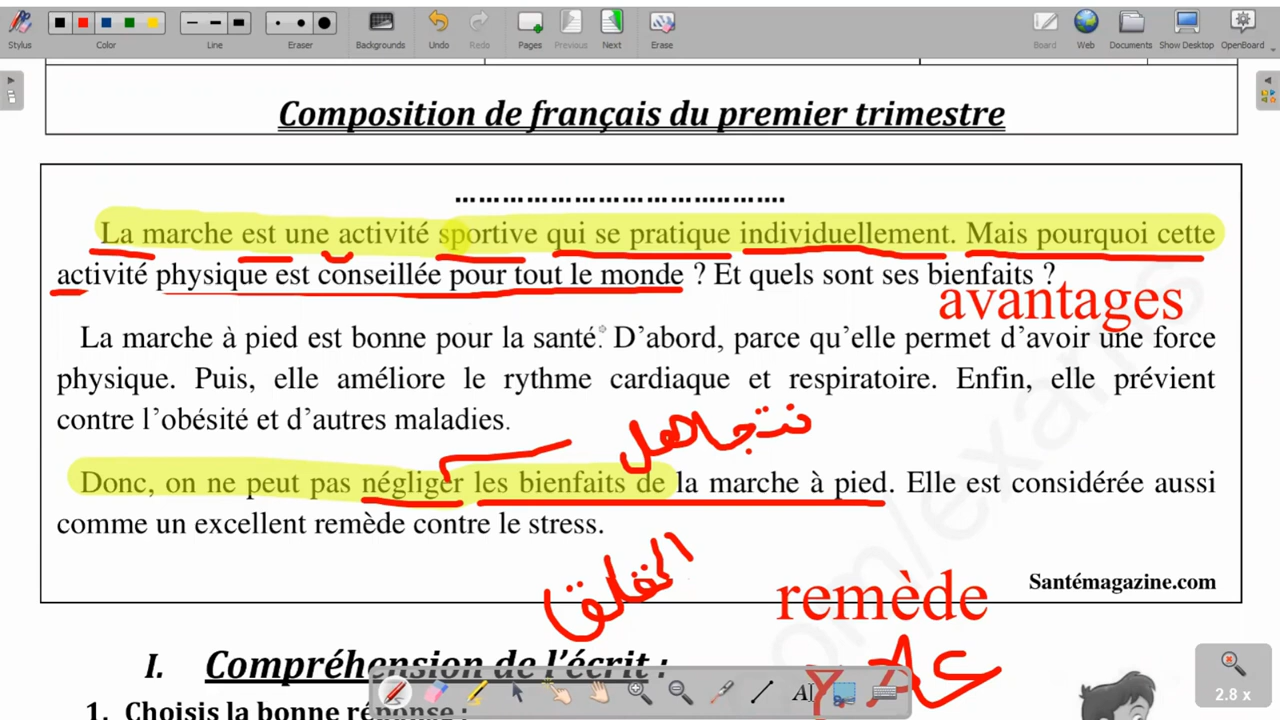 Stylus Color Line Eraser Backgrounds Undo Redo Pages Previous Next Erase Board Web Documents Show Desktop OpenBoard
Composition de français du premier trimestre
................................................
La marche est une activité sportive qui se pratique individuellement. Mais pourquoi cette
activité physique est conseillée pour tout le monde ? Et quels sont ses bienfaits ?
avantages
La marche à pied est bonne pour la santé. D'abord, parce qu'elle permet d'avoir une force
physique. Puis, elle améliore le rythme cardiaque et respiratoire. Enfin, elle prévient
contre l'obésité et d'autres maladies.
نتجاهل
Donc, on ne peut pas négliger les bienfaits de la marche à pied. Elle est considérée aussi
comme un excellent remède contre le stress.
Santémagazine.com
remède
I. Compréhension de l'écrit :
1. Choisis la bonne réponse :
2.8 x